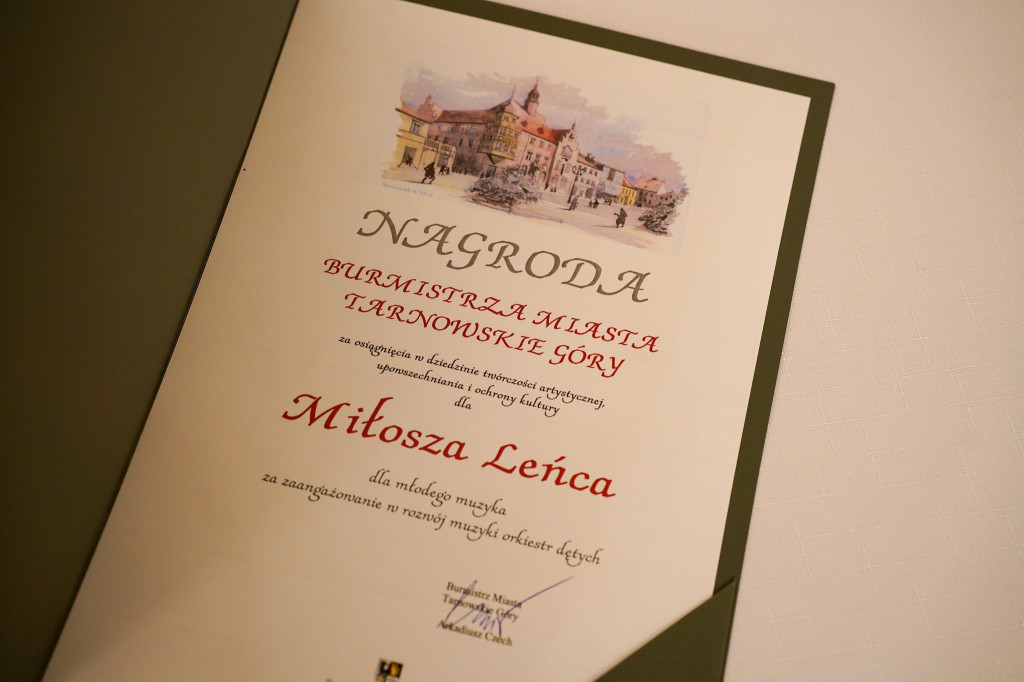 NAGRODA
BURMISTRZA MIASTA
TARNOWSKIE GÓRY
za osiągnięcia w dziedzinie twórczości artystycznej,
upowszechniania i ochrony kultury
dla
Miłosza Leńca
dla młodego muzyka
za zaangażowanie w rozwój muzyki orkiestr dętych
Burmistrz Miasta
Tarnowskie Góry
Arkadiusz Czech